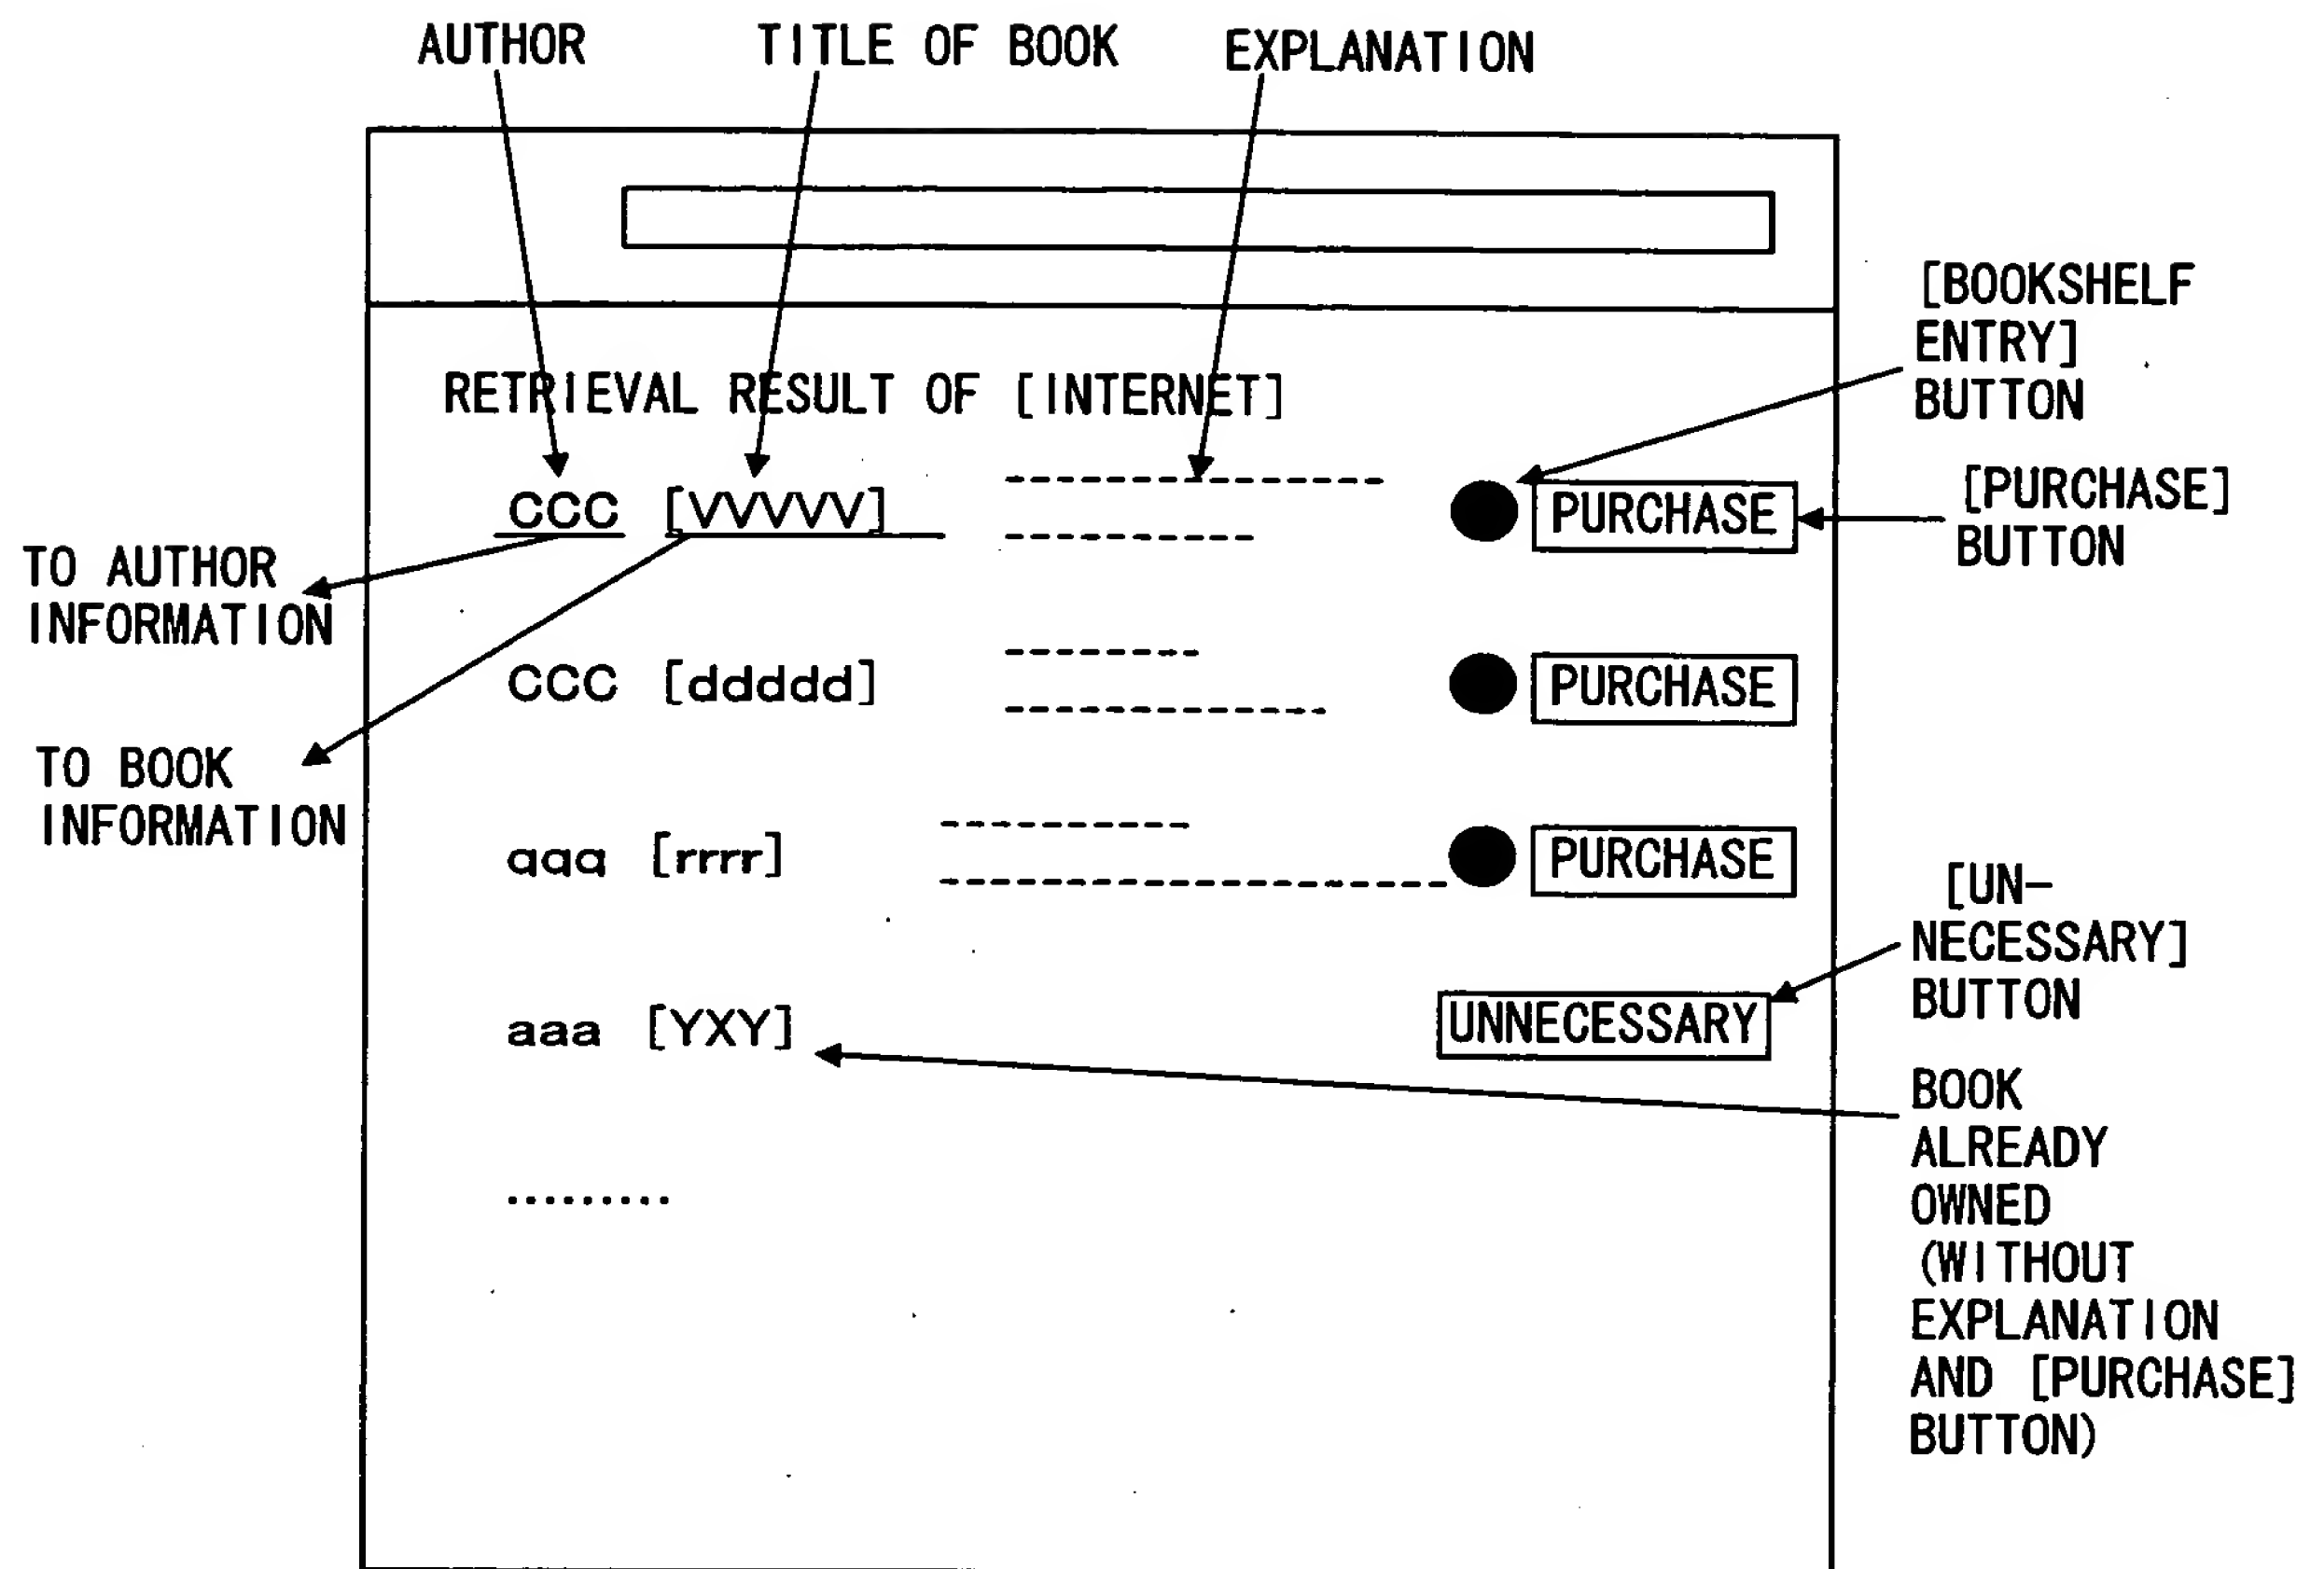 AUTHOR TITLE OF BOOK EXPLANATION
RETRIEVAL RESULT OF [INTERNET]
[BOOKSHELF
ENTRY]
BUTTON
CCC [VVVVV] PURCHASE
[PURCHASE]
BUTTON
TO AUTHOR
INFORMATION
CCC [ddddd] PURCHASE
TO BOOK
INFORMATION
qqq [rrrr] PURCHASE
[UN-
NECESSARY]
BUTTON
aaa [YXY] UNNECESSARY
BOOK
ALREADY
OWNED
(WITHOUT
EXPLANATION
AND [PURCHASE]
BUTTON)